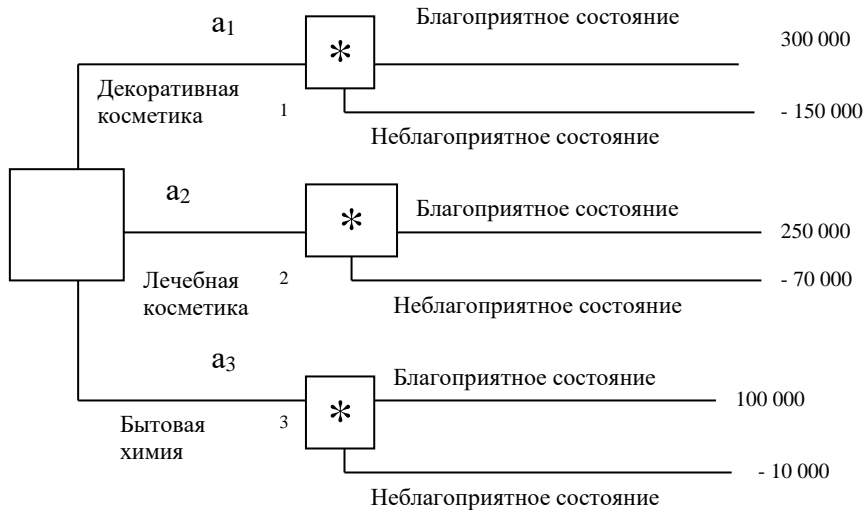 a1
*
Благоприятное состояние
300 000
Декоративная
косметика
1
- 150 000
Неблагоприятное состояние
a2
*
Благоприятное состояние
250 000
Лечебная
косметика
2
- 70 000
Неблагоприятное состояние
a3
*
Благоприятное состояние
100 000
Бытовая
химия
3
- 10 000
Неблагоприятное состояние